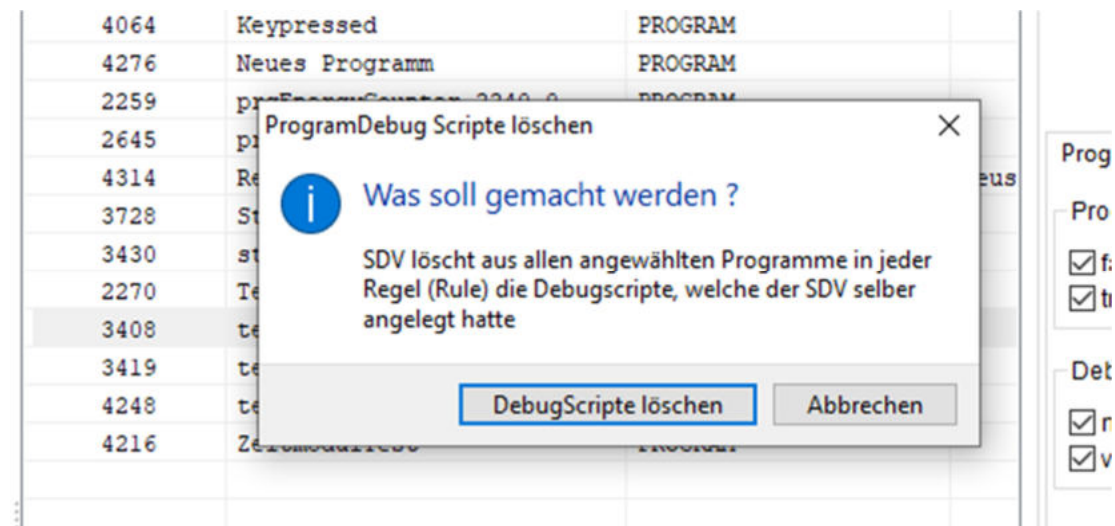 4064 Keypressed PROGRAM
4276 Neues Programm PROGRAM
2259
2645
4314
3728
3430
2270
3408
3419
4248
4216
ProgramDebug Scripte löschen
Was soll gemacht werden ?
SDV löscht aus allen angewählten Programme in jeder
Regel (Rule) die Debugscripte, welche der SDV selber
angelegt hatte
DebugScripte löschen Abbrechen
Prog
Pro
Deb